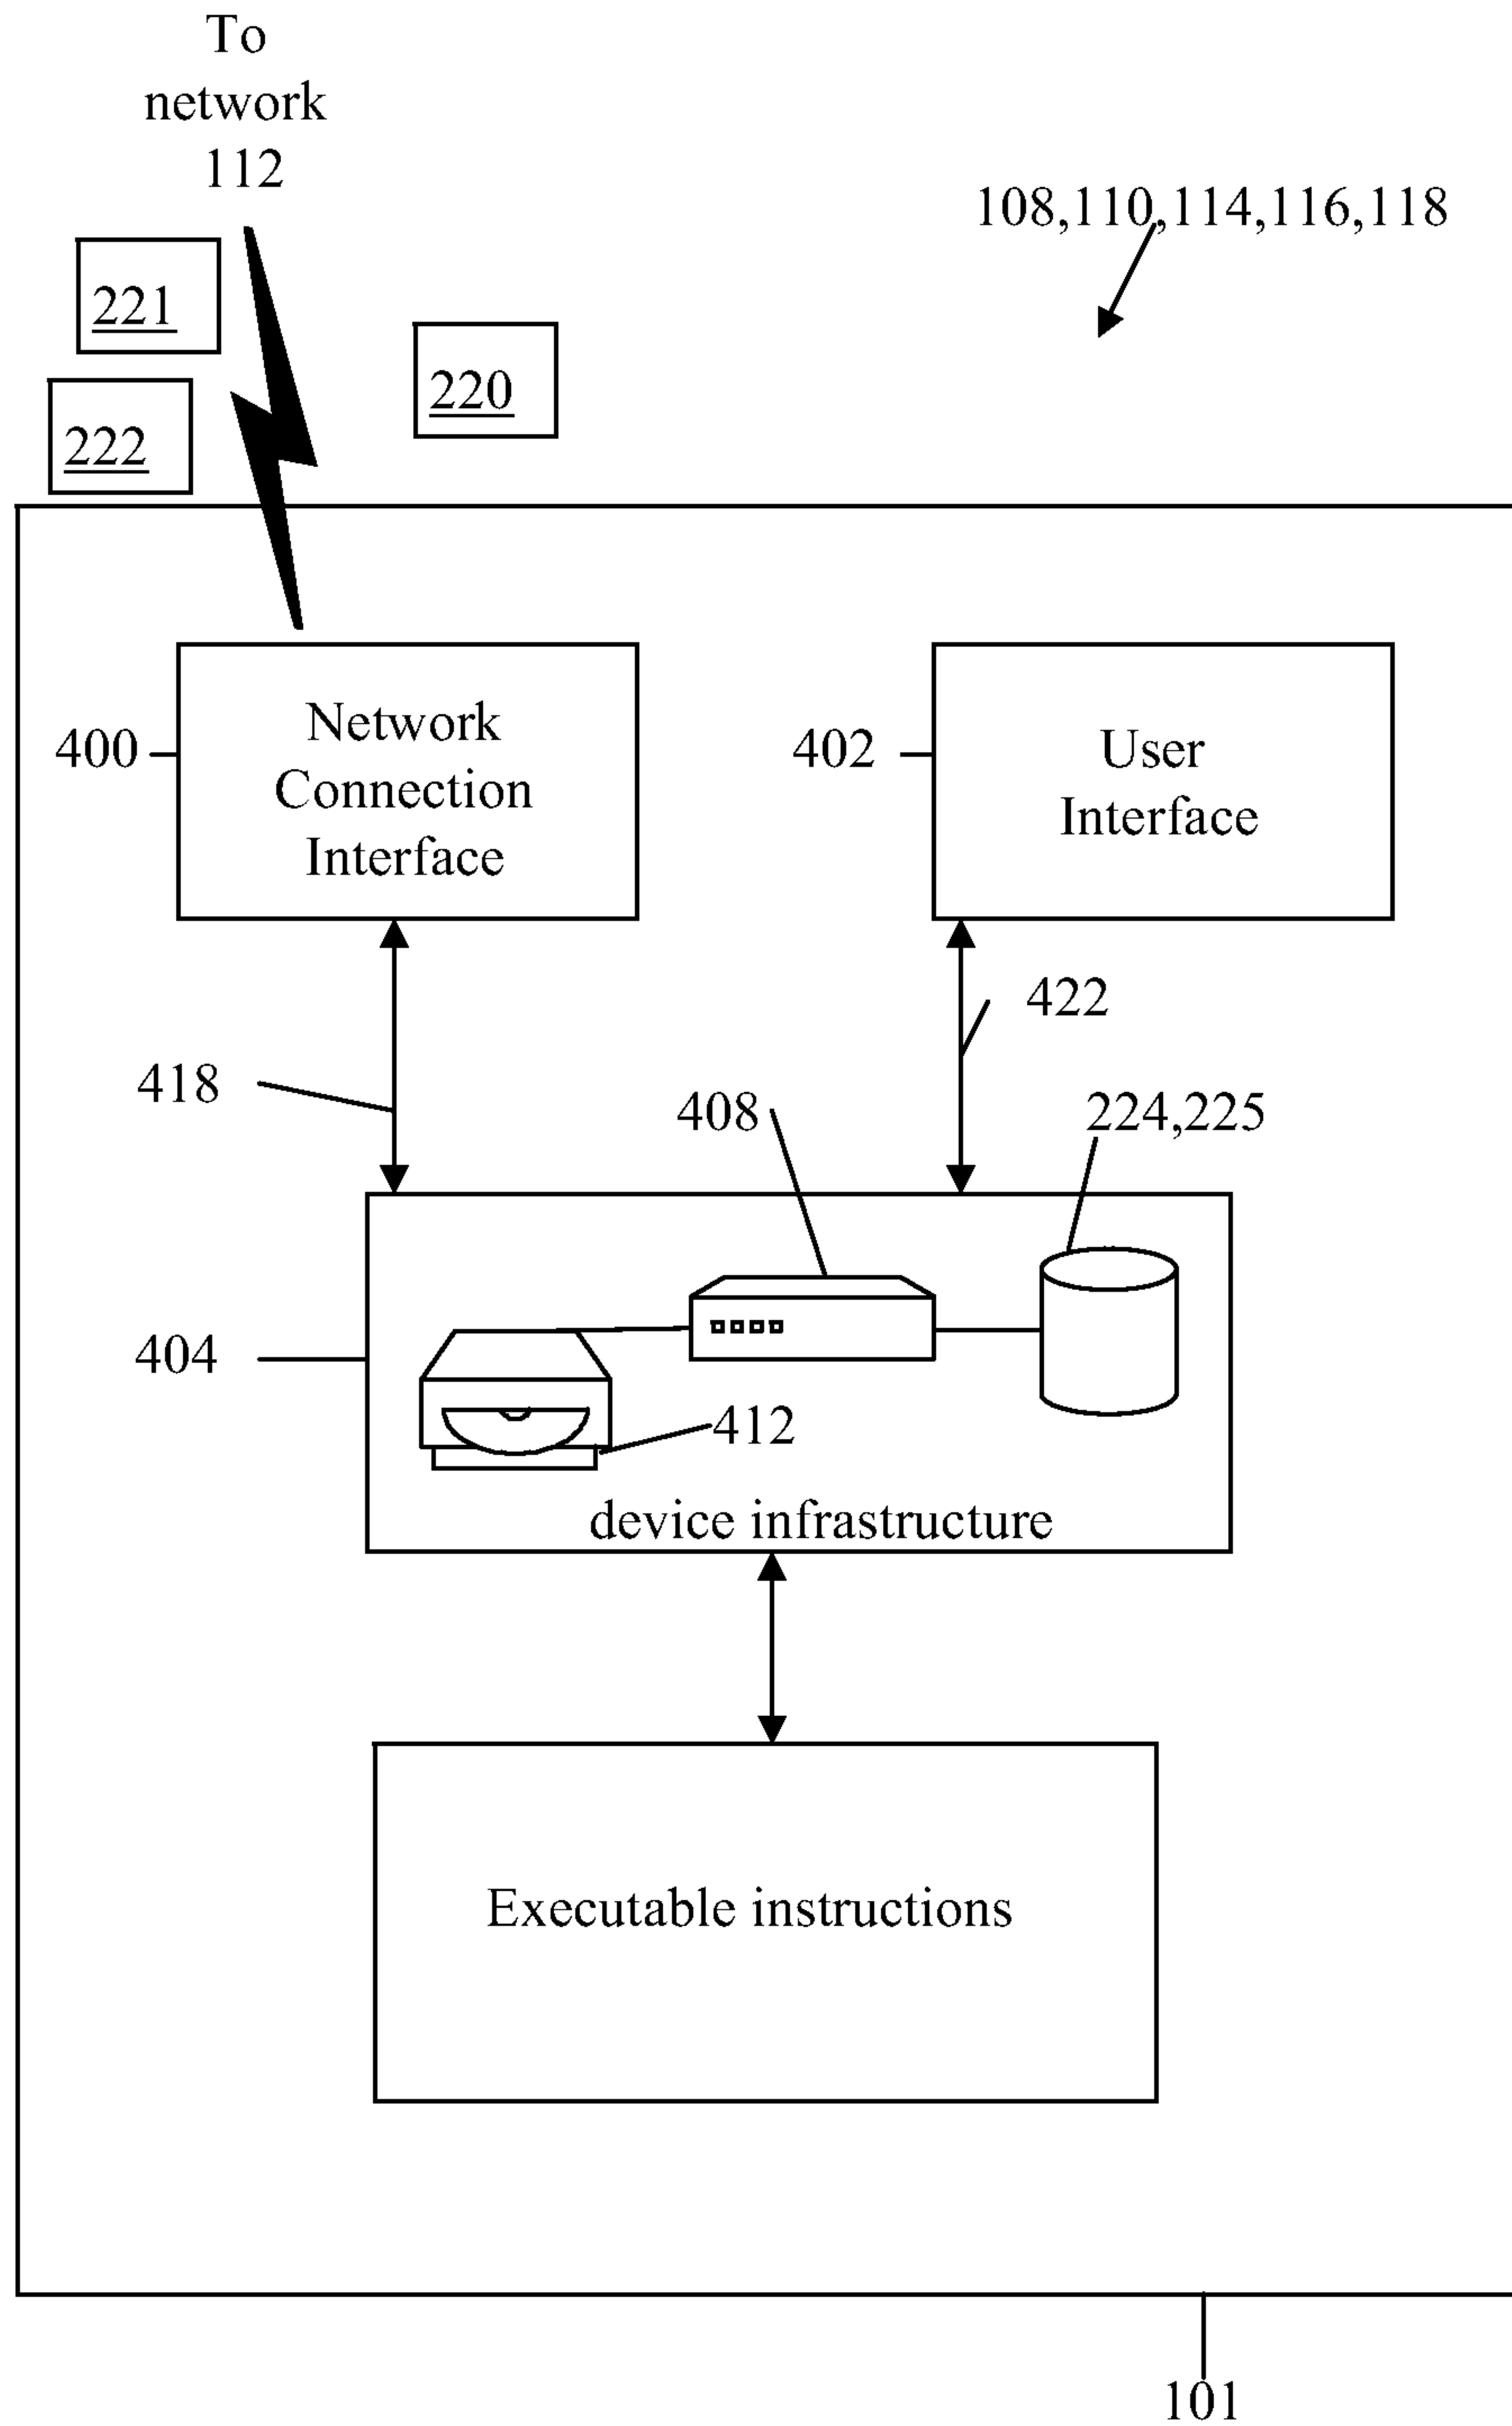 To
network
112
108,110,114,116,118
221
220
222
400
Network
Connection
Interface
402
User
Interface
422
418
408
224,225
404
412
device infrastructure
Executable instructions
101